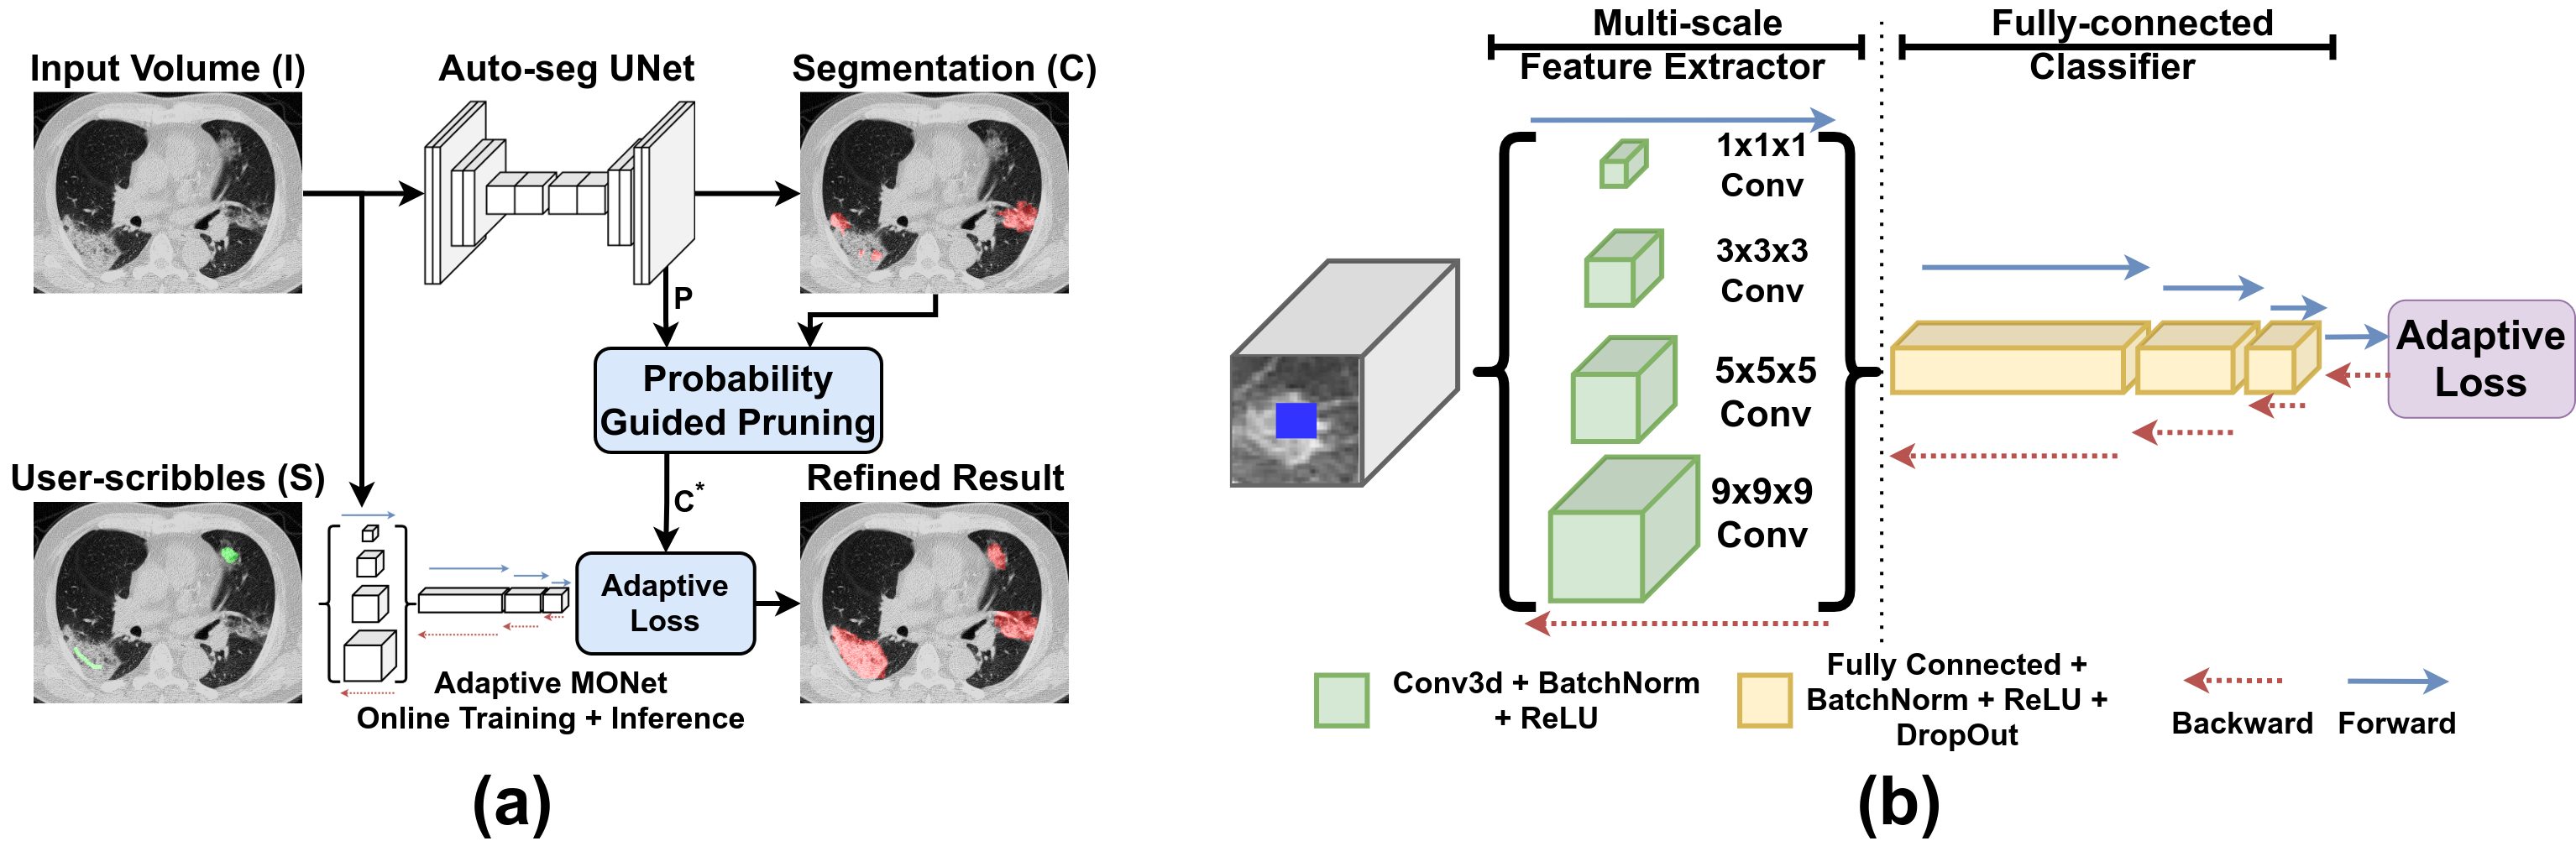 Input Volume (I)
Auto-seg UNet
Segmentation (C)
P
Probability
Guided Pruning
User-scribbles (S)
C*
Refined Result
Adaptive
Loss
Adaptive MONet
Online Training + Inference
(a)
Multi-scale
Feature Extractor
Fully-connected
Classifier
1x1x1
Conv
3x3x3
Conv
5x5x5
Conv
9x9x9
Conv
Adaptive
Loss
Conv3d + BatchNorm
+ ReLU
Fully Connected +
BatchNorm + ReLU +
DropOut
Backward
Forward
(b)